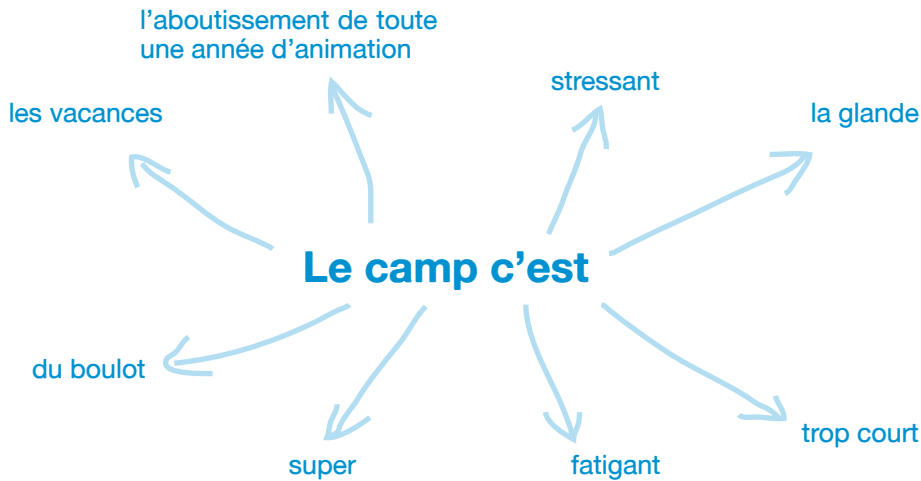 l’aboutissement de toute
une année d’animation
stressant
les vacances
la glande
Le camp c’est
du boulot
trop court
super
fatigant